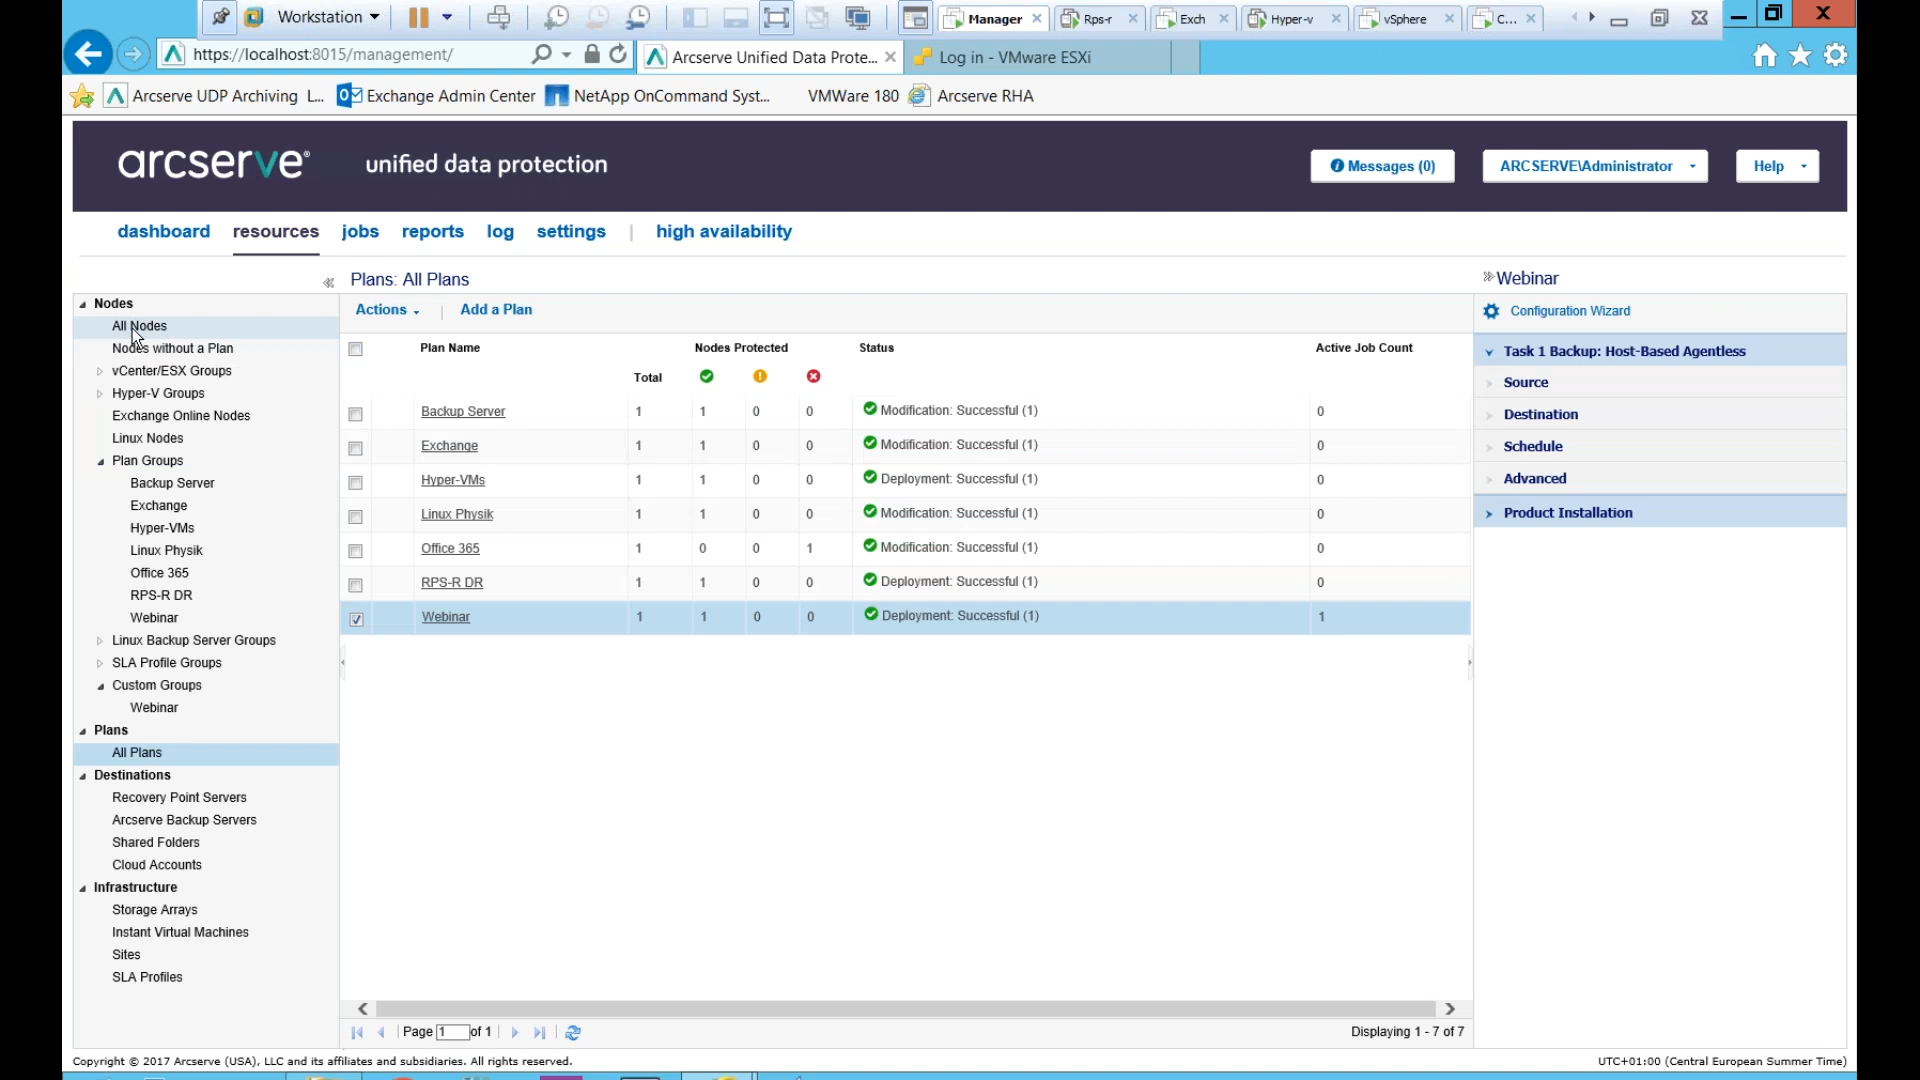 Workstation
Manager
Rps-r
Exch
Hyper-v
vSphere
C...
https://localhost:8015/management/
Arcserve Unified Data Prote...
Log in - VMware ESXi
Arcserve UDP Archiving L...
Exchange Admin Center
NetApp OnCommand Syst...
VMWare 180
Arcserve RHA
arcserve®
unified data protection
Messages (0)
ARCSERVE\Administrator
Help
dashboard
resources
jobs
reports
log
settings
|
high availability
Plans: All Plans
Webinar
Nodes
All Nodes
Nodes without a Plan
vCenter/ESX Groups
Hyper-V Groups
Exchange Online Nodes
Linux Nodes
Plan Groups
Backup Server
Exchange
Hyper-VMs
Linux Physik
Office 365
RPS-R DR
Webinar
Linux Backup Server Groups
SLA Profile Groups
Custom Groups
Webinar
Plans
All Plans
Destinations
Recovery Point Servers
Arcserve Backup Servers
Shared Folders
Cloud Accounts
Infrastructure
Storage Arrays
Instant Virtual Machines
Sites
SLA Profiles
Actions | Add a Plan
Plan Name Nodes Protected Status Active Job Count
Total
Backup Server 1 1 0 0 Modification: Successful (1) 0
Exchange 1 1 0 0 Modification: Successful (1) 0
Hyper-VMs 1 1 0 0 Deployment: Successful (1) 0
Linux Physik 1 1 0 0 Modification: Successful (1) 0
Office 365 1 0 0 1 Modification: Successful (1) 0
RPS-R DR 1 1 0 0 Deployment: Successful (1) 0
Webinar 1 1 0 0 Deployment: Successful (1) 1
Page 1 of 1
Displaying 1 - 7 of 7
Configuration Wizard
Task 1 Backup: Host-Based Agentless
Source
Destination
Schedule
Advanced
Product Installation
Copyright © 2017 Arcserve (USA), LLC and its affiliates and subsidiaries. All rights reserved.
UTC+01:00 (Central European Summer Time)